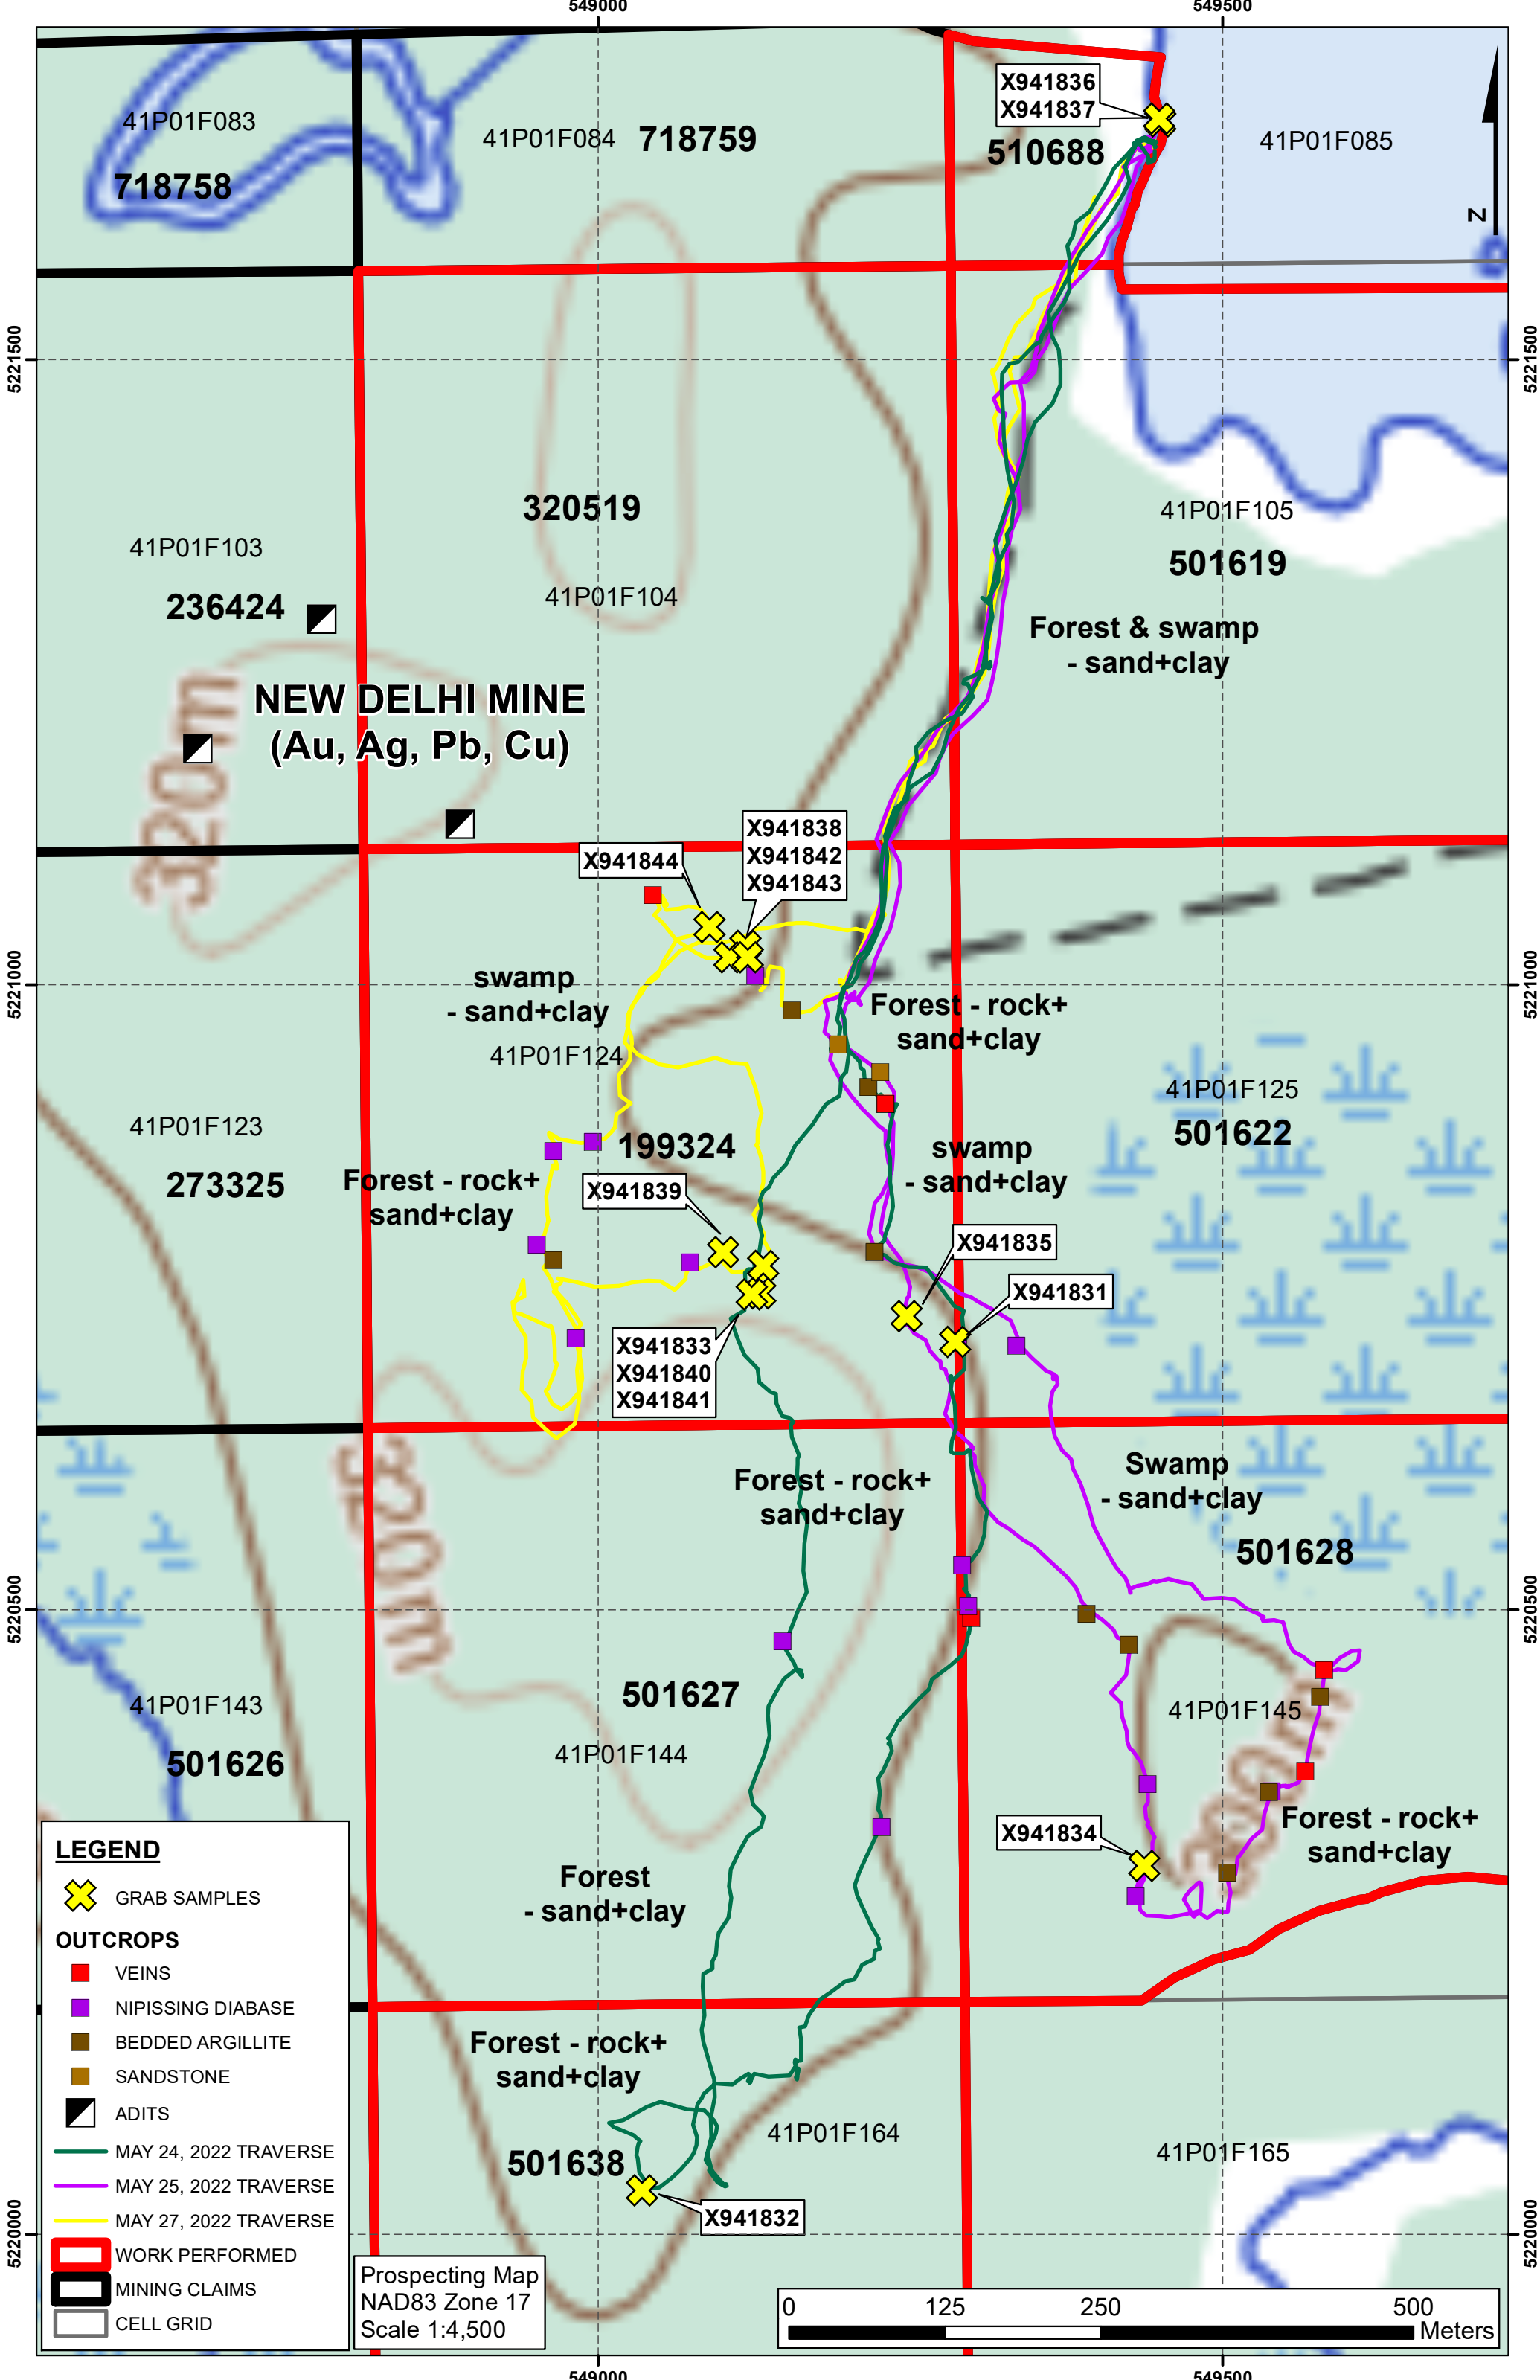 549000
549500
X941836
X941837
41P01F083
41P01F084
718759
510688
41P01F085
718758
N
5221500
5221500
320519
41P01F105
501619
41P01F103
236424
41P01F104
Forest & swamp
- sand+clay
NEW DELHI MINE
(Au, Ag, Pb, Cu)
320m
X941838
X941842
X941843
X941844
swamp
- sand+clay
5221000
5221000
Forest - rock+
sand+clay
41P01F124
41P01F125
501622
41P01F123
273325
199324
swamp
- sand+clay
Forest - rock+
sand+clay
X941839
X941835
X941831
X941833
X941840
X941841
320m
Forest - rock+
sand+clay
Swamp
- sand+clay
501628
5220500
5220500
501627
41P01F143
501626
41P01F144
41P01F145
300m
X941834
Forest - rock+
sand+clay
Forest
- sand+clay
Forest - rock+
sand+clay
41P01F164
41P01F165
501638
X941832
5220000
5220000
LEGEND
GRAB SAMPLES
OUTCROPS
VEINS
NIPISSING DIABASE
BEDDED ARGILLITE
SANDSTONE
ADITS
MAY 24, 2022 TRAVERSE
MAY 25, 2022 TRAVERSE
MAY 27, 2022 TRAVERSE
WORK PERFORMED
MINING CLAIMS
CELL GRID
Prospecting Map
NAD83 Zone 17
Scale 1:4,500
0 125 250 500
Meters
549000
549500